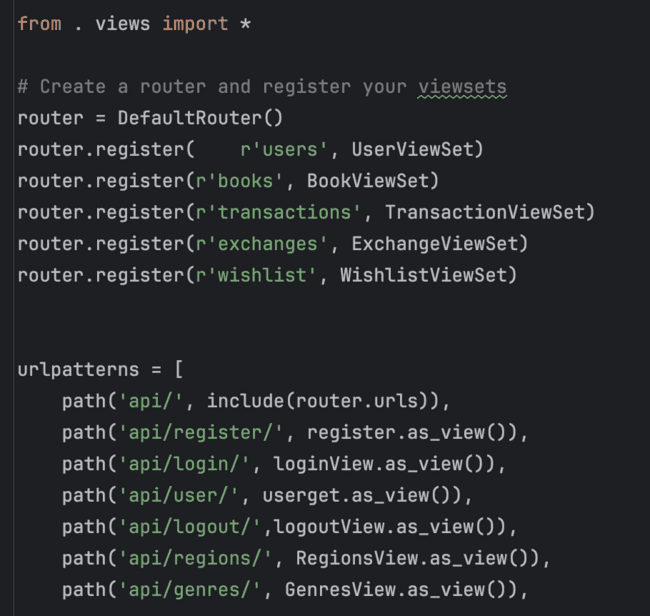 from . views import *
# Create a router and register your viewsets
router = DefaultRouter()
router.register(    r'users', UserViewSet)
router.register(r'books', BookViewSet)
router.register(r'transactions', TransactionViewSet)
router.register(r'exchanges', ExchangeViewSet)
router.register(r'wishlist', WishlistViewSet)
urlpatterns = [
    path('api/', include(router.urls)),
    path('api/register/', register.as_view()),
    path('api/login/', loginView.as_view()),
    path('api/user/', userget.as_view()),
    path('api/logout/',logoutView.as_view()),
    path('api/regions/', RegionsView.as_view()),
    path('api/genres/', GenresView.as_view()),